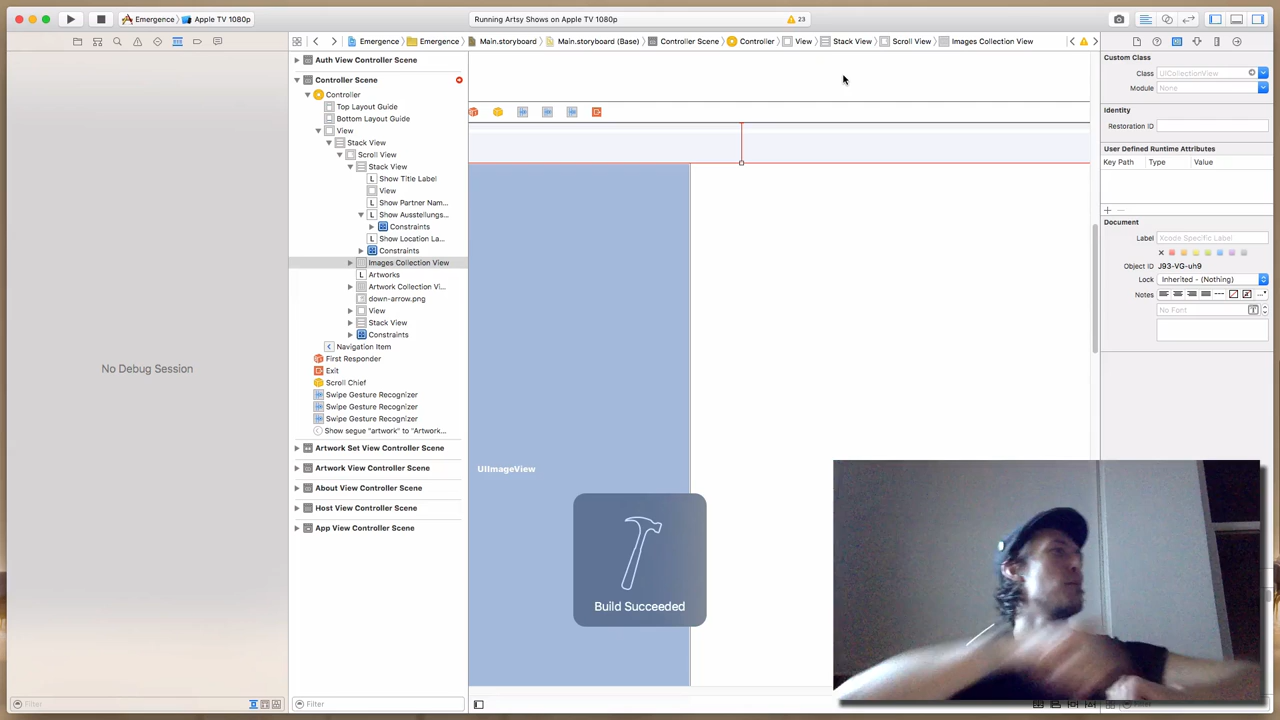 Emergence › Apple TV 1080p
Running Artsy Shows on Apple TV 1080p
23
Emergence
Emergence
Main.storyboard
Main.storyboard (Base)
Controller Scene
Controller
View
Stack View
Scroll View
Images Collection View
Auth View Controller Scene
Controller Scene
Controller
Top Layout Guide
Bottom Layout Guide
View
Stack View
Scroll View
Stack View
L Show Title Label
View
L Show Partner Nam...
L Show Ausstellungs...
Constraints
L Show Location La...
Constraints
Images Collection View
L Artworks
Artwork Collection Vi...
down-arrow.png
View
Stack View
Constraints
Navigation Item
First Responder
Exit
Scroll Chief
Swipe Gesture Recognizer
Swipe Gesture Recognizer
Swipe Gesture Recognizer
Show segue "artwork" to "Artwork...
Artwork Set View Controller Scene
Artwork View Controller Scene
About View Controller Scene
Host View Controller Scene
App View Controller Scene
No Debug Session
Filter
Filter
UIImageView
Build Succeeded
Custom Class
Class UICollectionView
Module None
Identity
Restoration ID
User Defined Runtime Attributes
Key Path Type Value
Document
Label Xcode Specific Label
Object ID J93-VG-uh9
Lock Inherited - (Nothing)
Notes
No Font